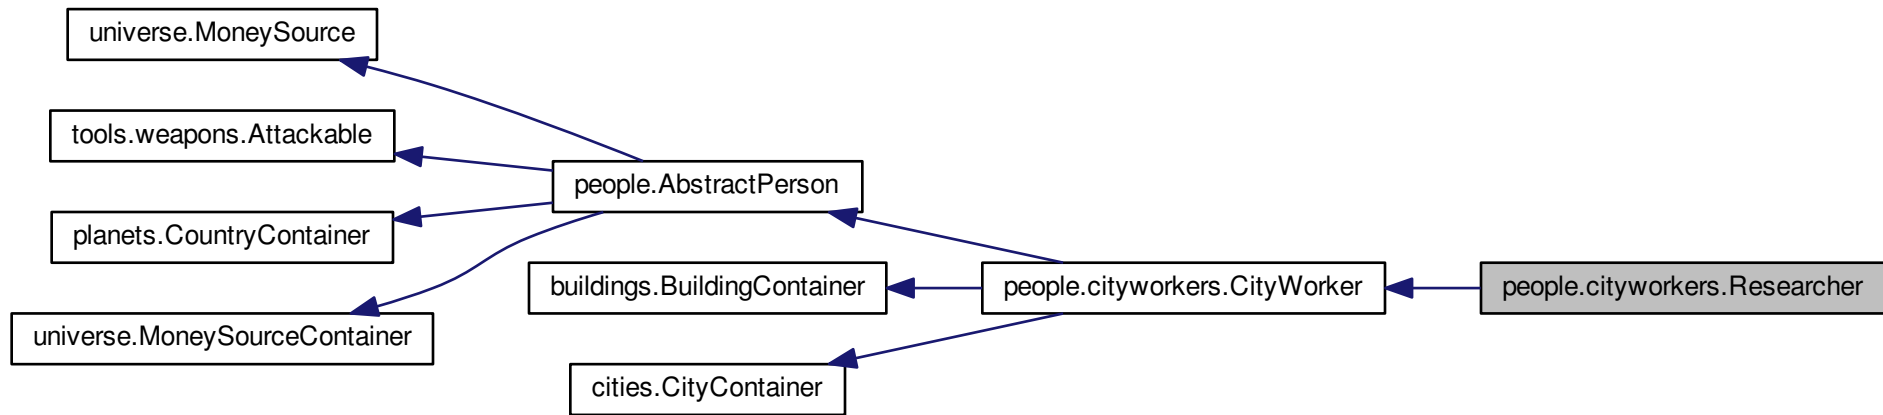 universe.MoneySource
tools.weapons.Attackable
people.AbstractPerson
planets.CountryContainer
buildings.BuildingContainer
people.cityworkers.CityWorker
people.cityworkers.Researcher
universe.MoneySourceContainer
cities.CityContainer